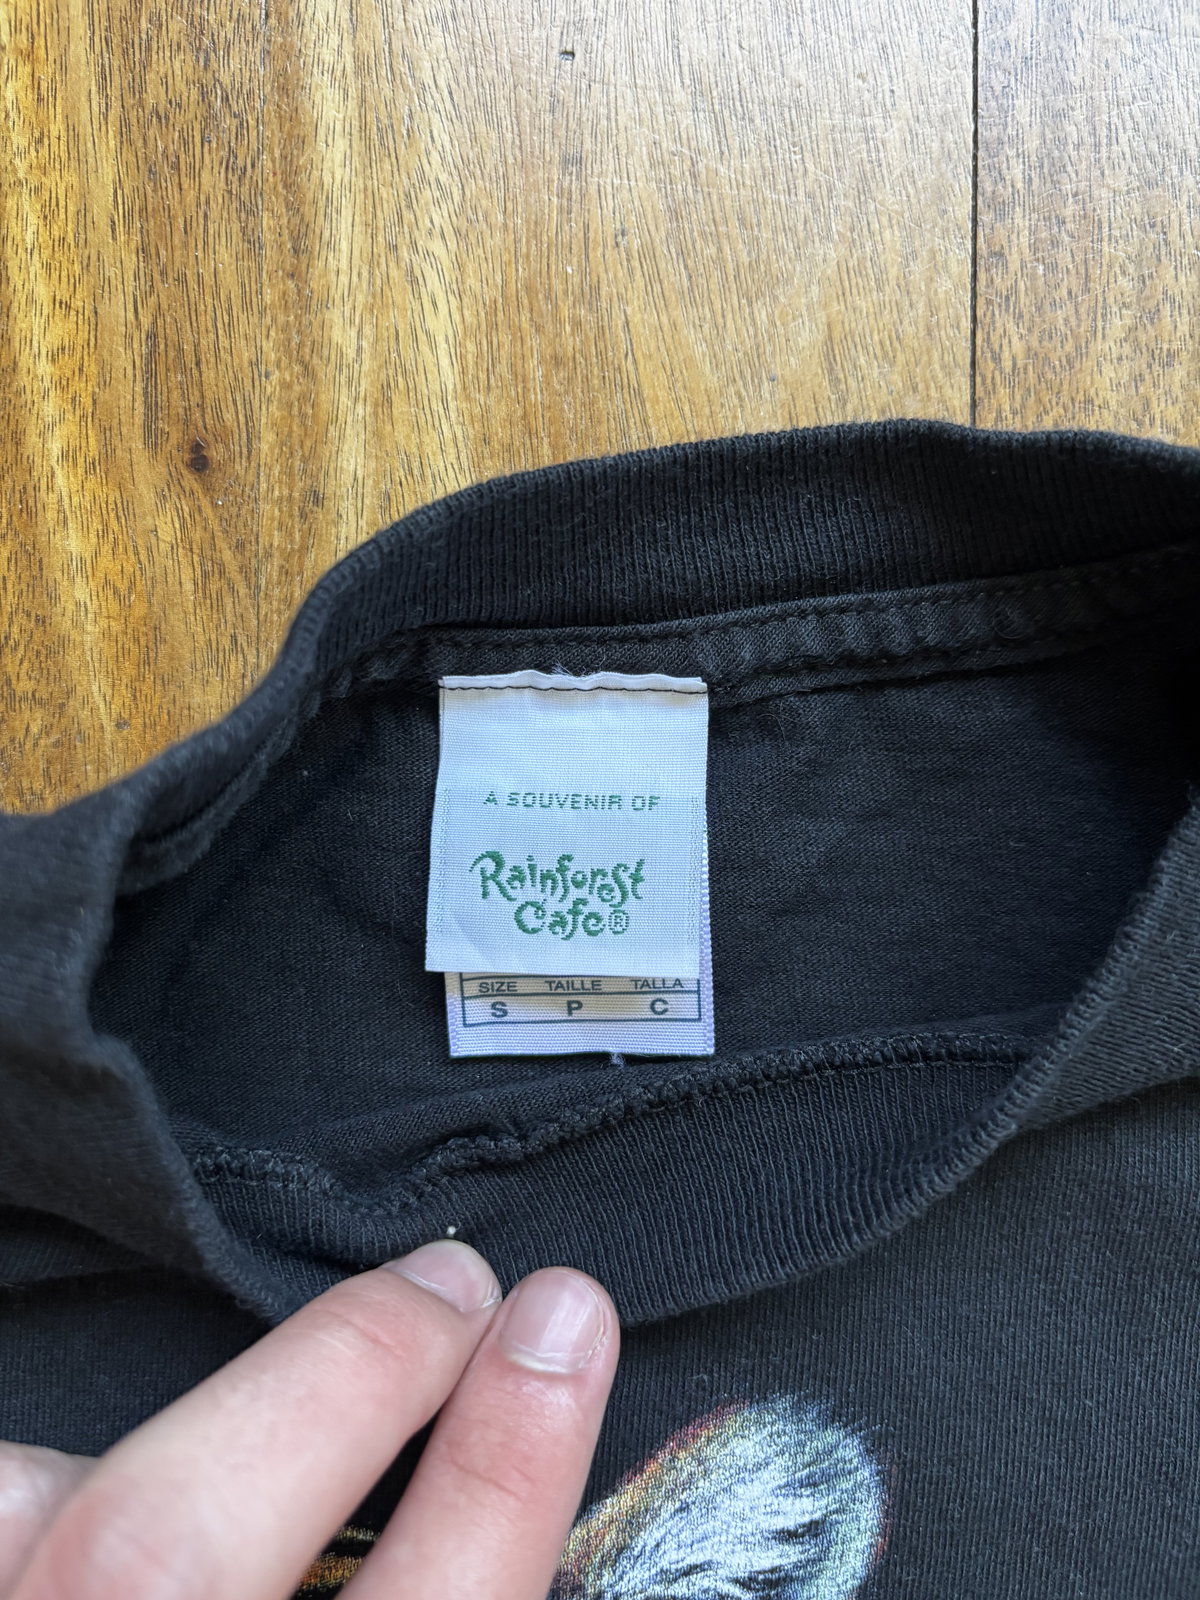 A SOUVENIR OF
Rainforest
Cafe®
SIZE TAILLE TALLA
S P C